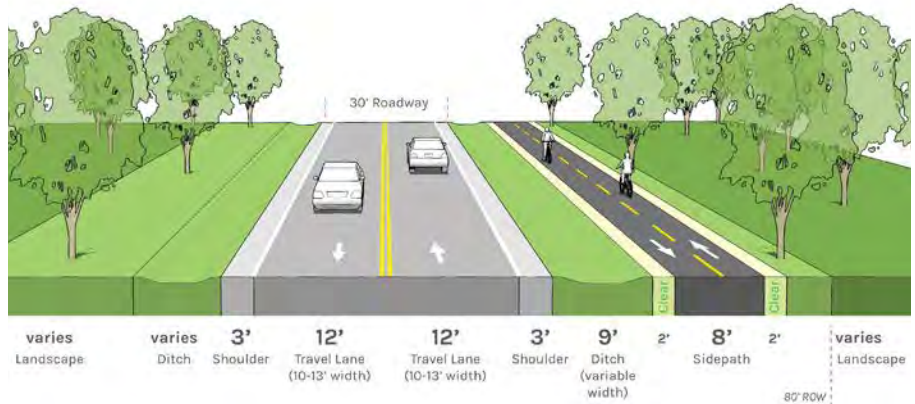 30' Roadway
Clear
Clear
varies
Landscape
varies
Ditch
3'
Shoulder
12'
Travel Lane
(10-13' width)
12'
Travel Lane
(10-13' width)
3'
Shoulder
9'
Ditch
(variable
width)
2'
8'
Sidepath
2'
varies
Landscape
80' ROW